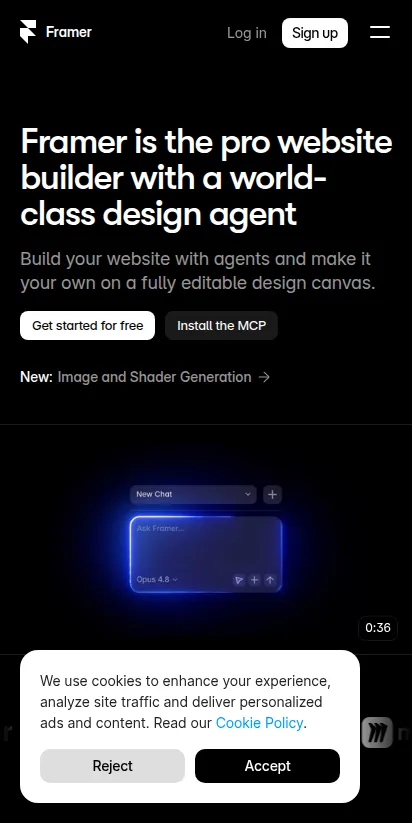 Framer
Log in
Sign up
Framer is the pro website
builder with a world-
class design agent
Build your website with agents and make it
your own on a fully editable design canvas.
Get started for free
Install the MCP
New: Image and Shader Generation →
New Chat
Ask Framer...
Opus 4.8
0:36
We use cookies to enhance your experience,
analyze site traffic and deliver personalized
ads and content. Read our Cookie Policy.
Reject
Accept